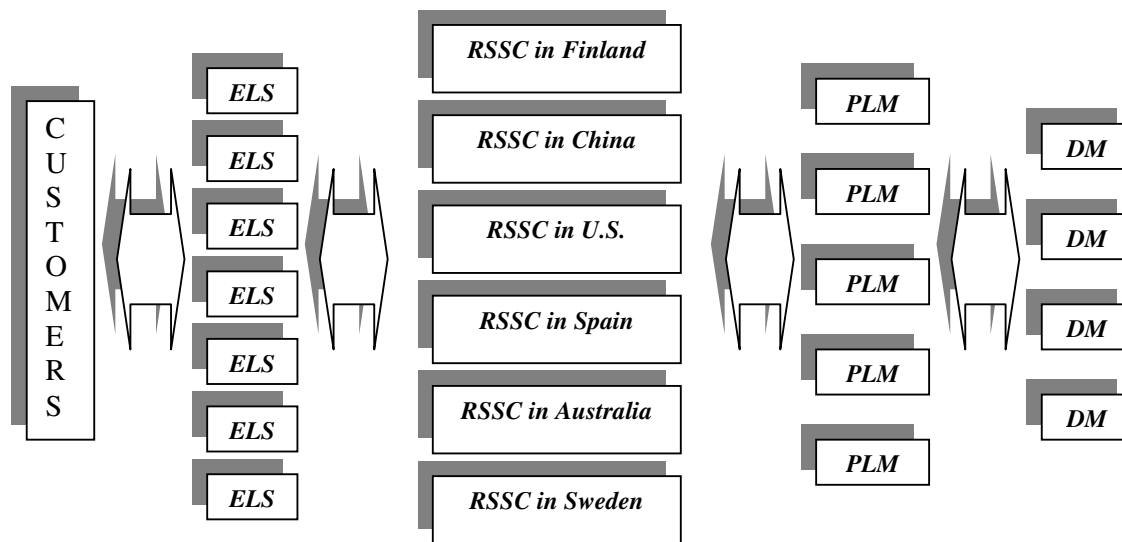 CUSTOMERS
ELS
ELS
ELS
ELS
ELS
ELS
ELS
RSSC in Finland
RSSC in China
RSSC in U.S.
RSSC in Spain
RSSC in Australia
RSSC in Sweden
PLM
PLM
PLM
PLM
PLM
DM
DM
DM
DM